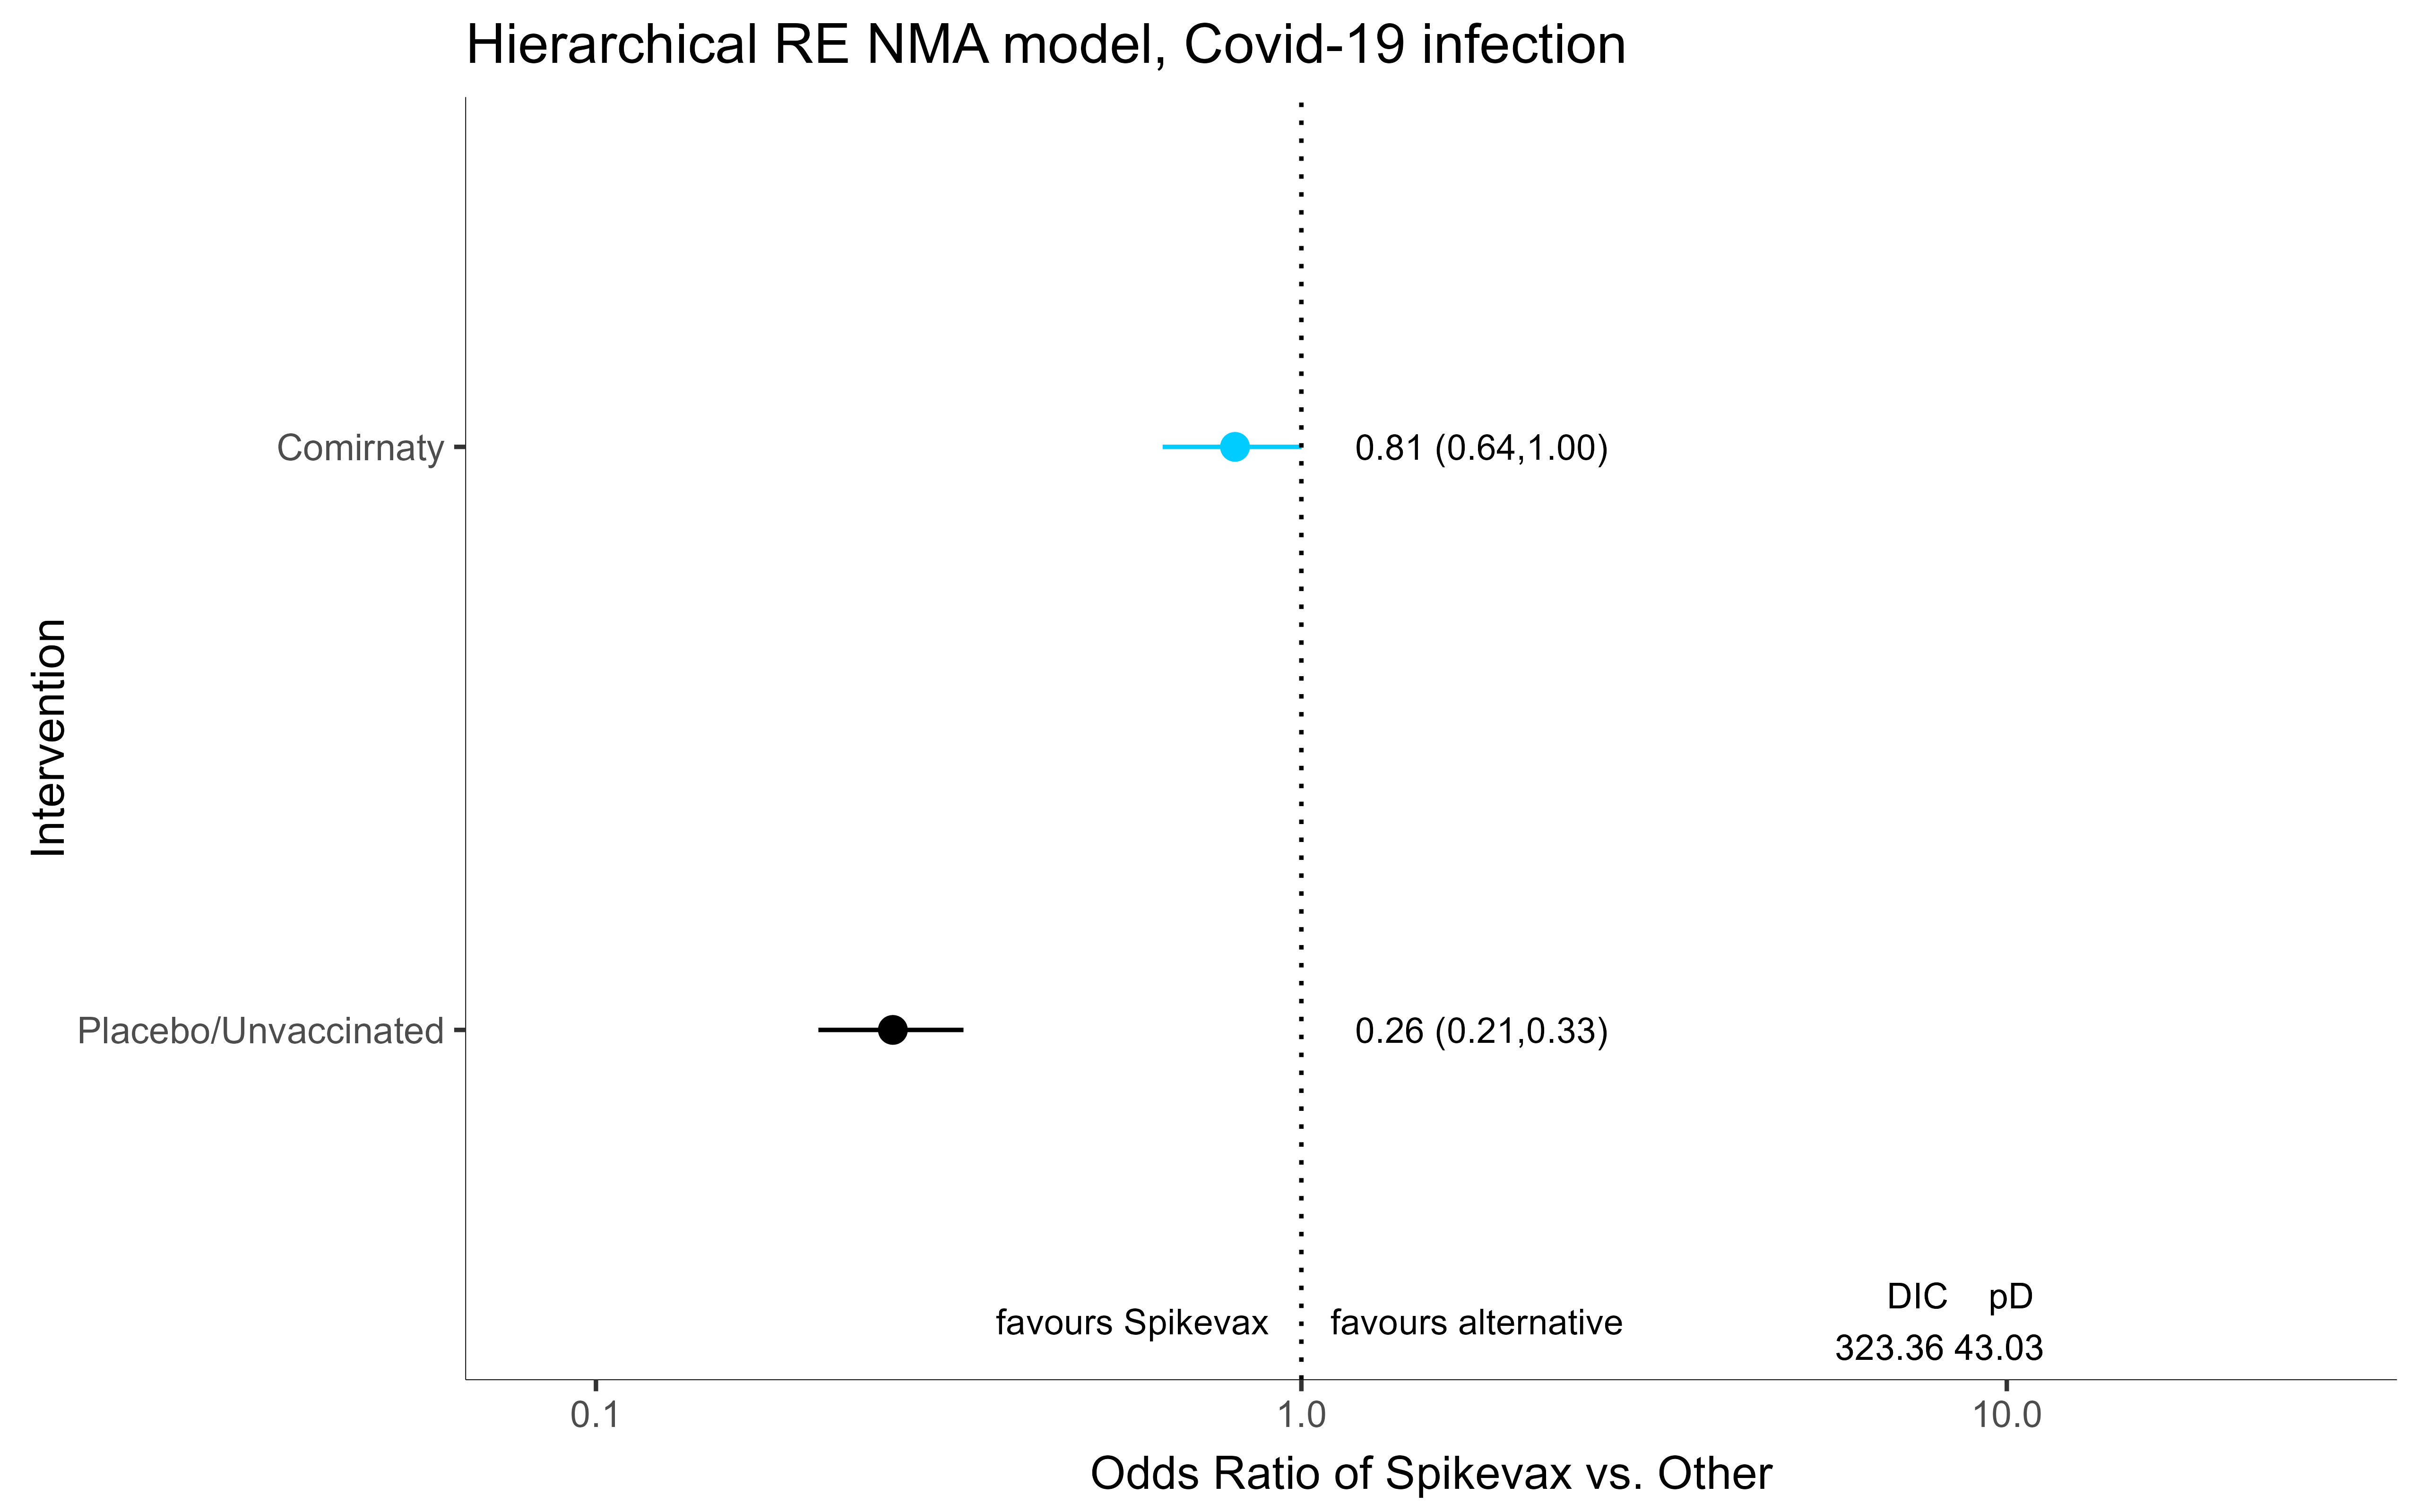 Hierarchical RE NMA model, Covid-19 infection
Intervention
Comirnaty
0.81 (0.64,1.00)
Placebo/Unvaccinated
0.26 (0.21,0.33)
favours Spikevax
favours alternative
DIC pD
323.36 43.03
0.1
1.0
10.0
Odds Ratio of Spikevax vs. Other